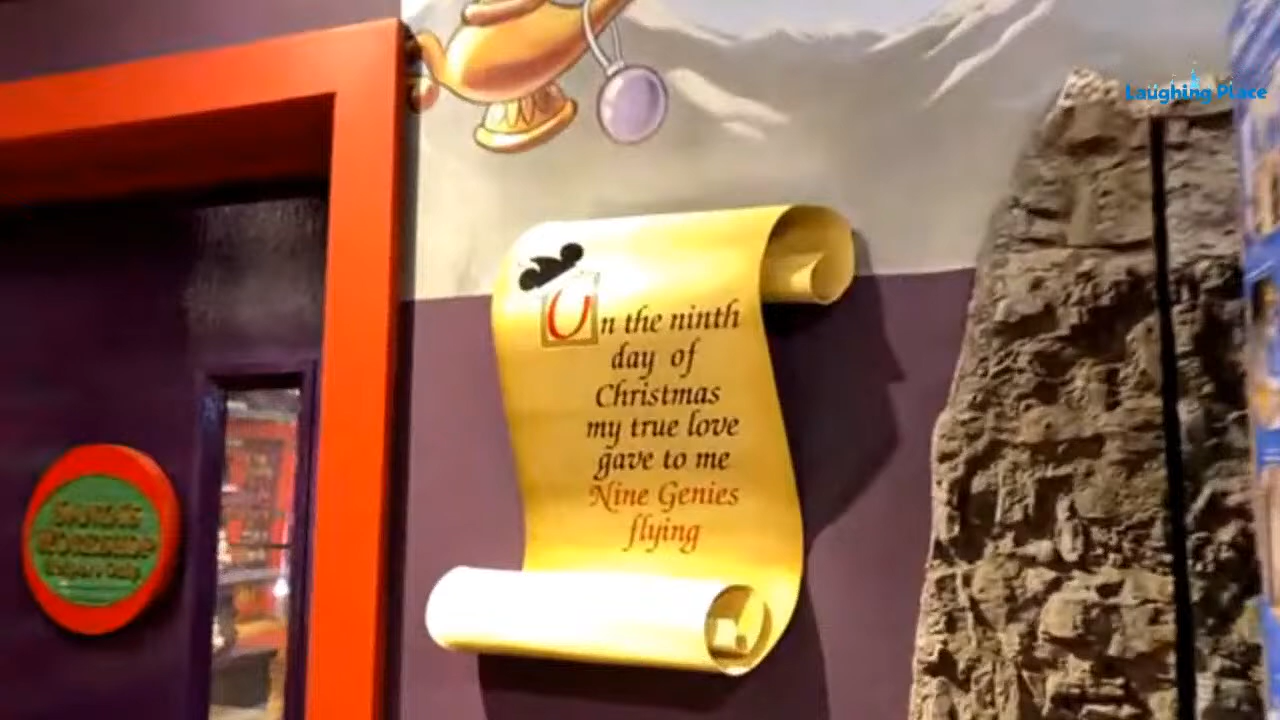 Laughing Place
On the ninth
day of
Christmas
my true love
gave to me
Nine Genies
flying